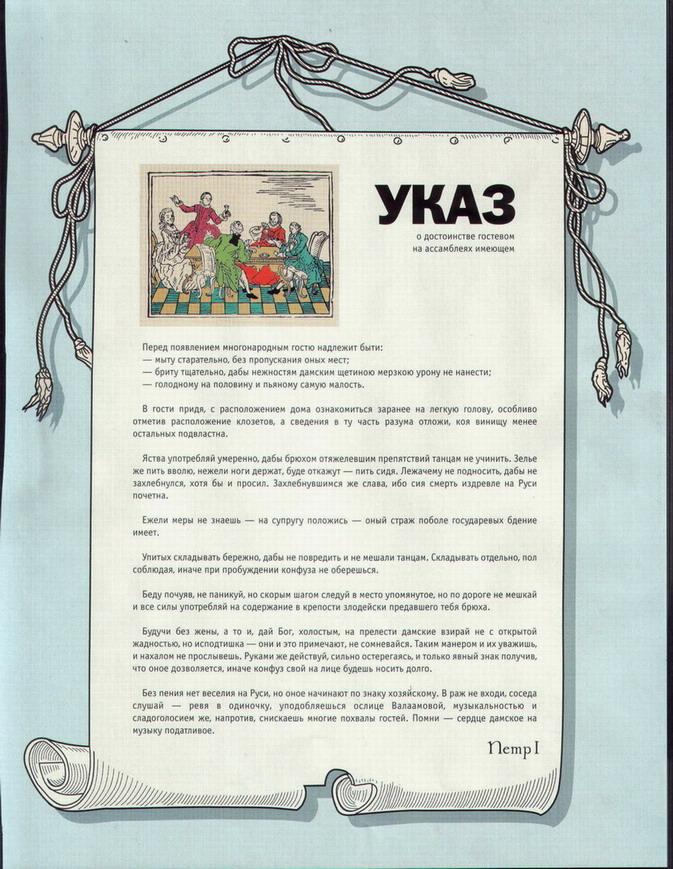 УКАЗ
о достоинстве гостевом
на ассамблеях имеющем
Перед появлением многонародным гостю надлежит быти:
— мыту старательно, без пропускания оных мест;
— бриту тщательно, дабы нежностям дамским щетиною мерзкою урону не нанести;
— голодному на половину и пьяному самую малость.
В гости придя, с расположением дома ознакомиться заранее на легкую голову, особливо
отметив расположение клозетов, а сведения в ту часть разума отложи, коя винищу менее
остальных подвластна.
Яства употребляй умеренно, дабы брюхом отяжелевшим препятствий танцам не учинить. Зелье
же пить вволю, нежели ноги держат, буде откажут — пить сидя. Лежачему не подносить, дабы не
захлебнулся, хотя бы и просил. Захлебнувшимся же слава, ибо сия смерть издревле на Руси
почетна.
Ежели меры не знаешь — на супругу положись — оный страж поболе государевых бдение
имеет.
Упитых складывать бережно, дабы не повредить и не мешали танцам. Складывать отдельно, пол
соблюдая, иначе при пробуждении конфуза не оберешься.
Беду почуяв, не паникуй, но скорым шагом следуй в место упомянутое, но по дороге не мешкай
и все силы употребляй на содержание в крепости злодейски предавшего тебя брюха.
Будучи без жены, а то и, дай Бог, холостым, на прелести дамские взирай не с открытой
жадностью, но исподтишка — они и это примечают, не сомневайся. Таким манером и их уважишь,
и нахалом не прослывешь. Руками же действуй, сильно остерегаясь, и только явный знак получив,
что оное дозволяется, иначе конфуз свой на лице будешь носить долго.
Без пения нет веселия на Руси, но оное начинают по знаку хозяйскому. В раж не входи, соседа
слушай — ревя в одиночку, уподобляешься ослице Валаамовой, музыкальностью и
сладоголосием же, напротив, снискаешь многие похвалы гостей. Помни — сердце дамское на
музыку податливое.
Петр I